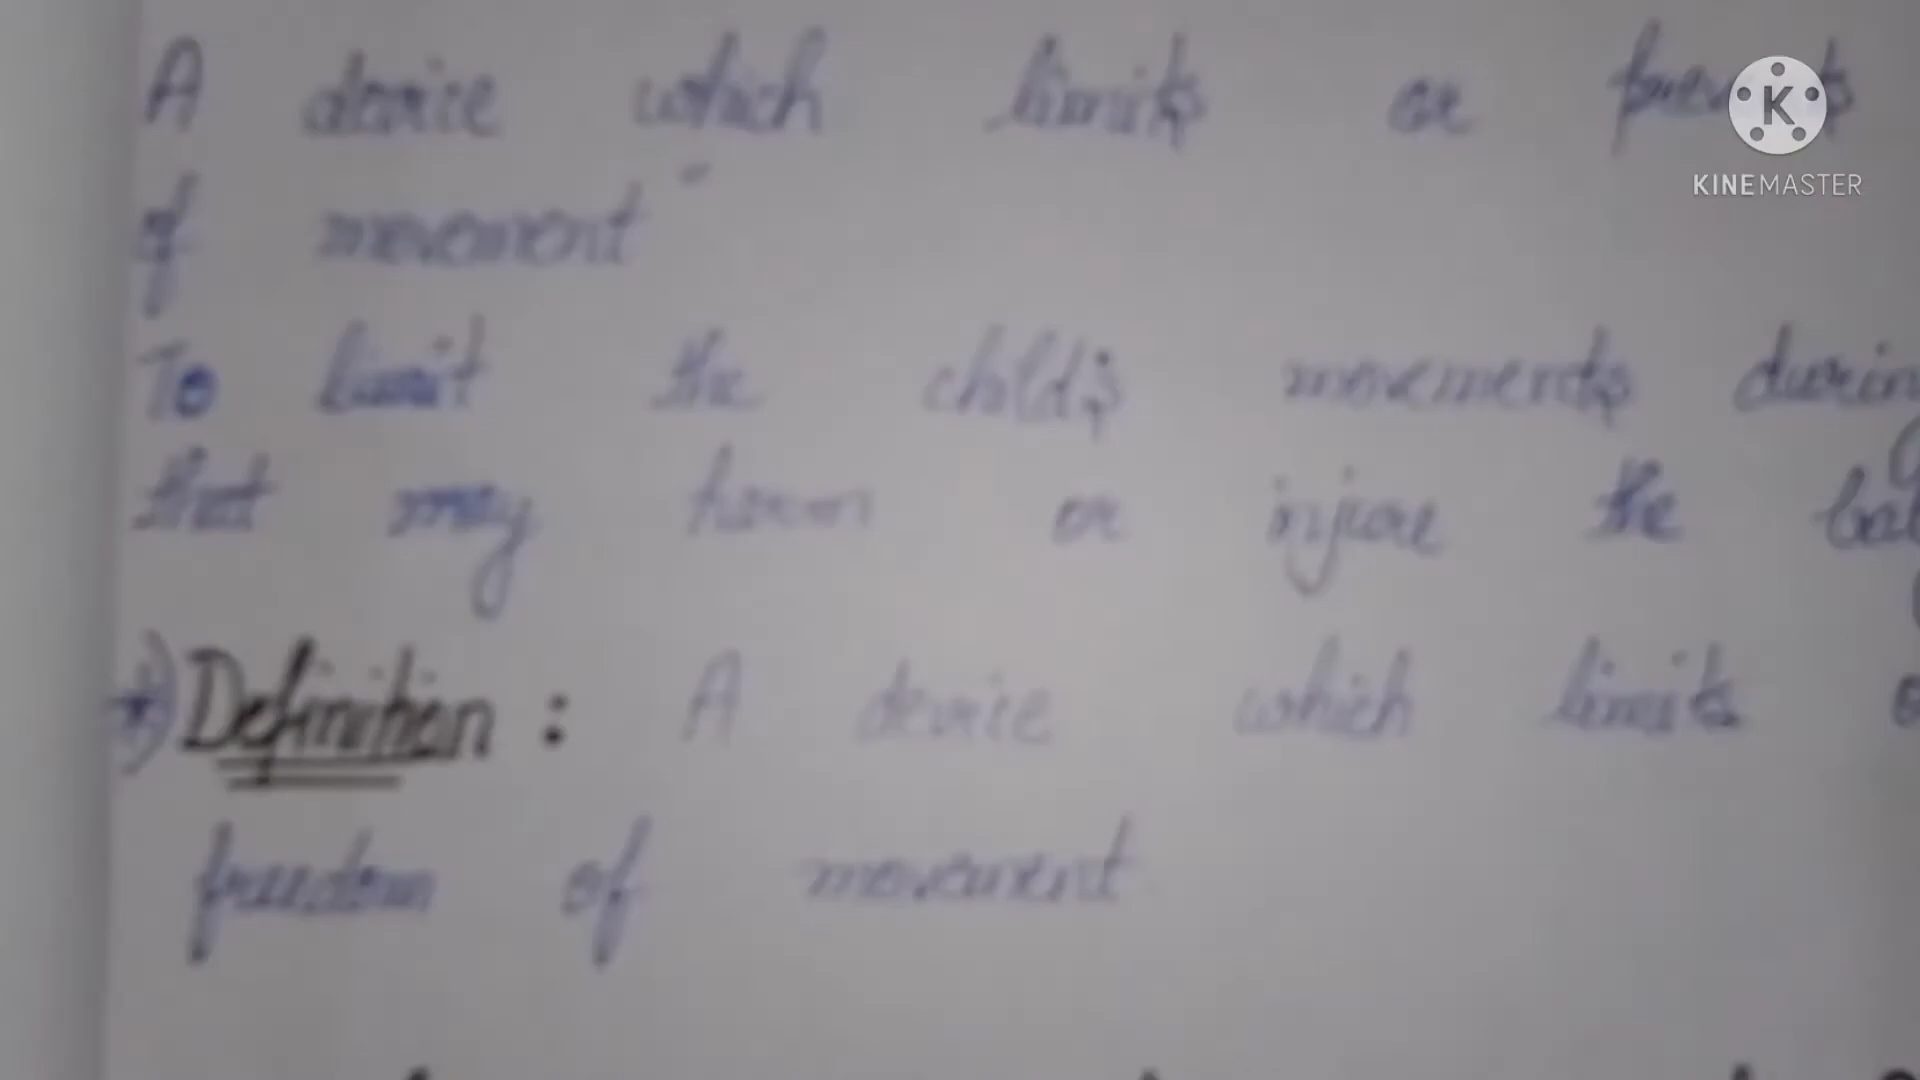 A device which limits or prevents
of movement
KINEMASTER
To limit the child's movements durin
that may harm or injure the
*) Definition : A device which limits
freedom of movement